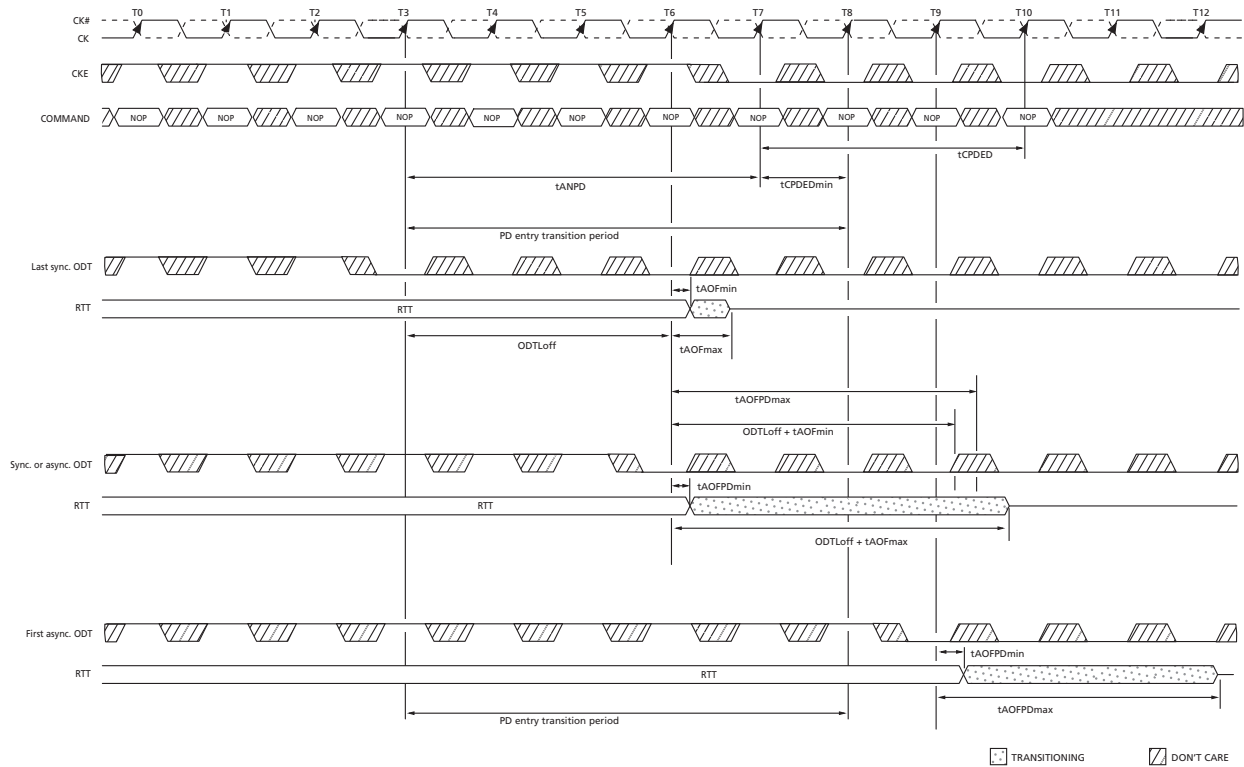 CK#
CK
T0 T1 T2 T3 T4 T5 T6 T7 T8 T9 T10 T11 T12
CKE
COMMAND NOP NOP NOP NOP NOP NOP NOP NOP NOP NOP NOP
tCPDED
tANPD tCPDEDmin
PD entry transition period
Last sync. ODT
tAOFmin
RTT RTT
ODTLoff tAOFmax
tAOFPDmax
ODTLoff + tAOFmin
Sync. or async. ODT
tAOFPDmin
RTT RTT
ODTLoff + tAOFmax
First async. ODT
tAOFPDmin
RTT RTT
tAOFPDmax
PD entry transition period
TRANSITIONING DON'T CARE